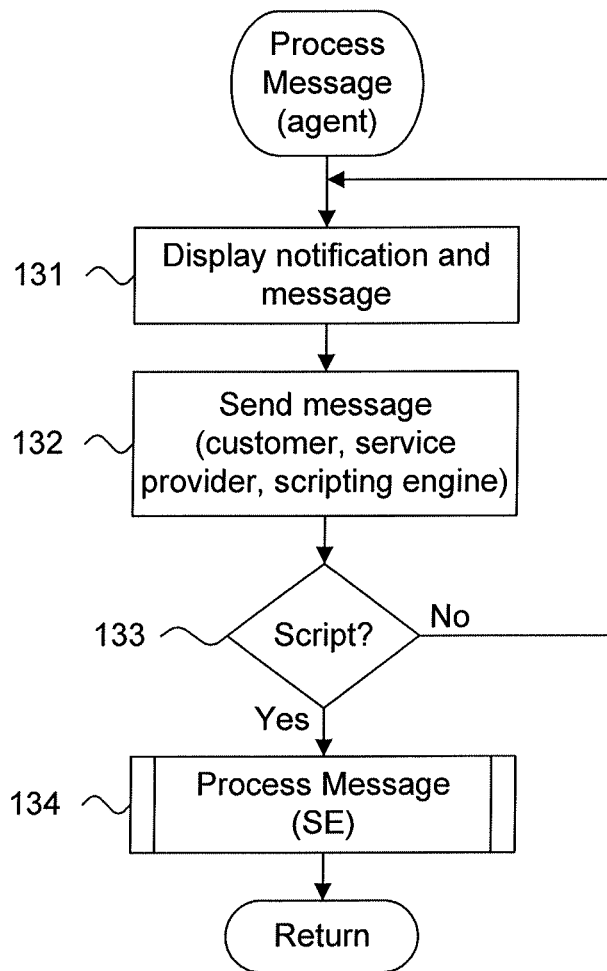 Process
Message
(agent)
131
Display notification and
message
132
Send message
(customer, service
provider, scripting engine)
133
Script?
No
Yes
134
Process Message
(SE)
Return